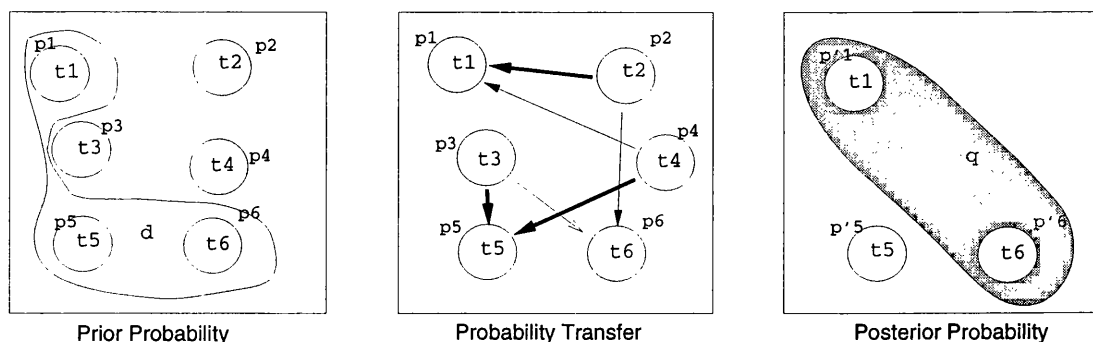 p1
t1
t2
p2
p3
t3
t4
p4
p5
t5
d
p6
t6
Prior Probability
p1
t1
p2
t2
p3
t3
p4
t4
p5
t5
p6
t6
Probability Transfer
p'1
t1
q
p'5
t5
p'6
t6
Posterior Probability